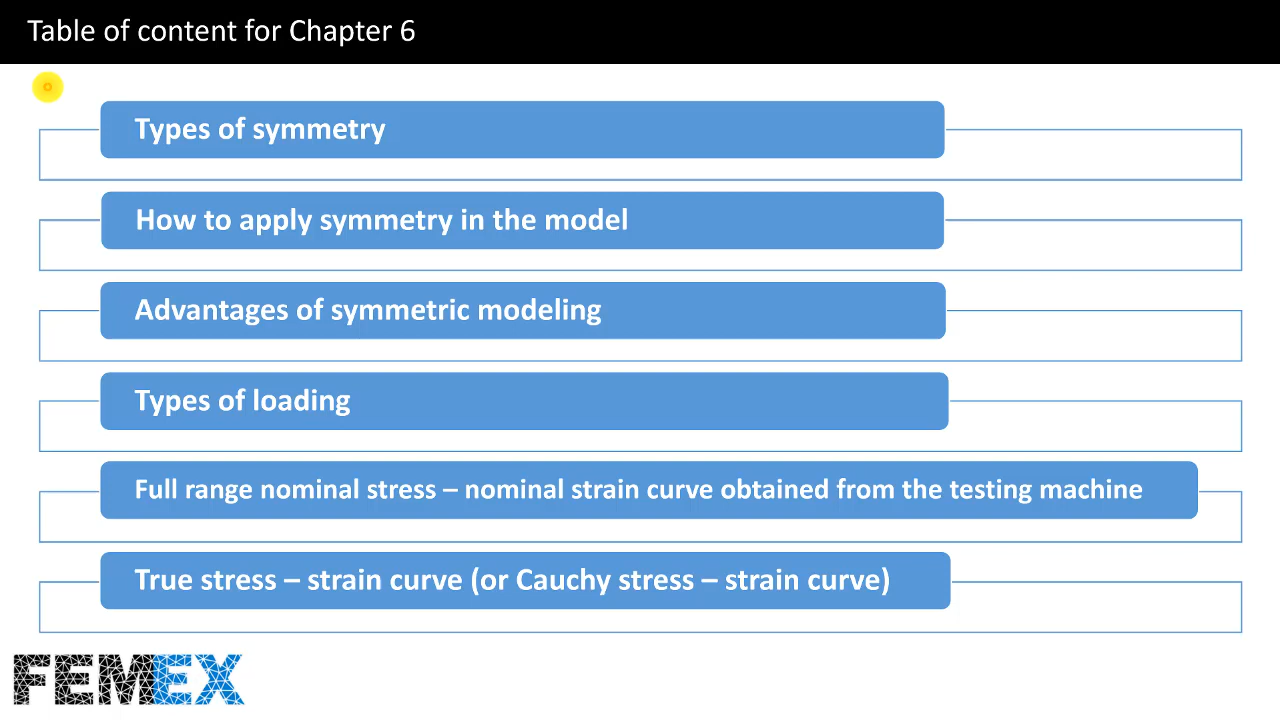 Table of content for Chapter 6
Types of symmetry
How to apply symmetry in the model
Advantages of symmetric modeling
Types of loading
Full range nominal stress – nominal strain curve obtained from the testing machine
True stress – strain curve (or Cauchy stress – strain curve)
FEMEX